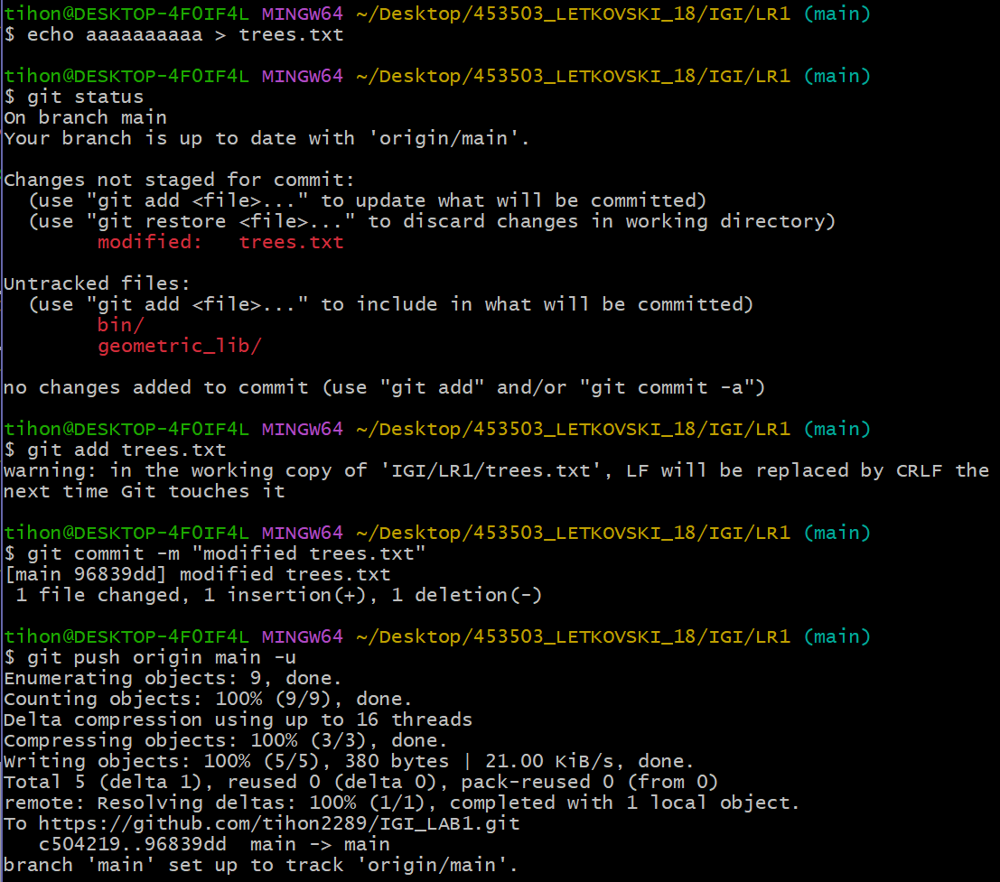 tihon@DESKTOP-4F0IF4L MINGW64 ~/Desktop/453503_LETKOVSKI_18/IGI/LR1 (main)
$ echo aaaaaaaaaa > trees.txt
tihon@DESKTOP-4F0IF4L MINGW64 ~/Desktop/453503_LETKOVSKI_18/IGI/LR1 (main)
$ git status
On branch main
Your branch is up to date with 'origin/main'.
Changes not staged for commit:
  (use "git add <file>..." to update what will be committed)
  (use "git restore <file>..." to discard changes in working directory)
        modified:   trees.txt
Untracked files:
  (use "git add <file>..." to include in what will be committed)
        bin/
        geometric_lib/
no changes added to commit (use "git add" and/or "git commit -a")
tihon@DESKTOP-4F0IF4L MINGW64 ~/Desktop/453503_LETKOVSKI_18/IGI/LR1 (main)
$ git add trees.txt
warning: in the working copy of 'IGI/LR1/trees.txt', LF will be replaced by CRLF the
next time Git touches it
tihon@DESKTOP-4F0IF4L MINGW64 ~/Desktop/453503_LETKOVSKI_18/IGI/LR1 (main)
$ git commit -m "modified trees.txt"
[main 96839dd] modified trees.txt
 1 file changed, 1 insertion(+), 1 deletion(-)
tihon@DESKTOP-4F0IF4L MINGW64 ~/Desktop/453503_LETKOVSKI_18/IGI/LR1 (main)
$ git push origin main -u
Enumerating objects: 9, done.
Counting objects: 100% (9/9), done.
Delta compression using up to 16 threads
Compressing objects: 100% (3/3), done.
Writing objects: 100% (5/5), 380 bytes | 21.00 KiB/s, done.
Total 5 (delta 1), reused 0 (delta 0), pack-reused 0 (from 0)
remote: Resolving deltas: 100% (1/1), completed with 1 local object.
To https://github.com/tihon2289/IGI_LAB1.git
   c504219..96839dd  main -> main
branch 'main' set up to track 'origin/main'.